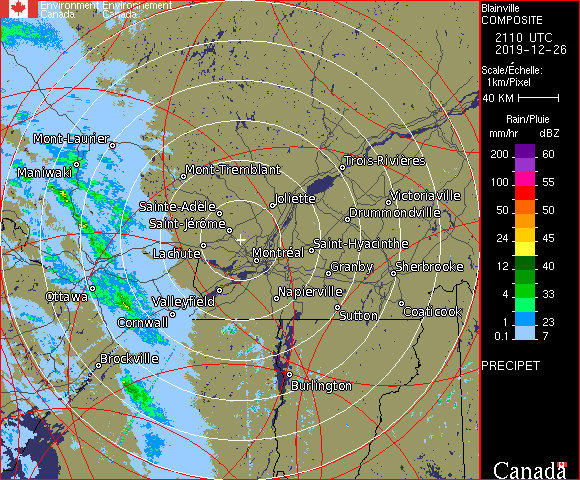 Environment Environnement
Canada Canada
Blainville
COMPOSITE
2110 UTC
2019-12-26
Scale/Échelle:
1km/Pixel
40 KM
Rain/Pluie
mm/hr dBZ
200 60
100 55
50 50
24 45
12 40
4 33
1 23
0.1 7
PRECIPET
Canada
Mont-Laurier
Maniwaki
Mont-Tremblant
Trois-Rivières
Sainte-Adèle
Joliette
Victoriaville
Saint-Jérôme
Drummondville
Lachute
Montréal
Saint-Hyacinthe
Granby
Sherbrooke
Ottawa
Valleyfield
Napierville
Cornwall
Sutton
Coaticook
Brockville
Burlington